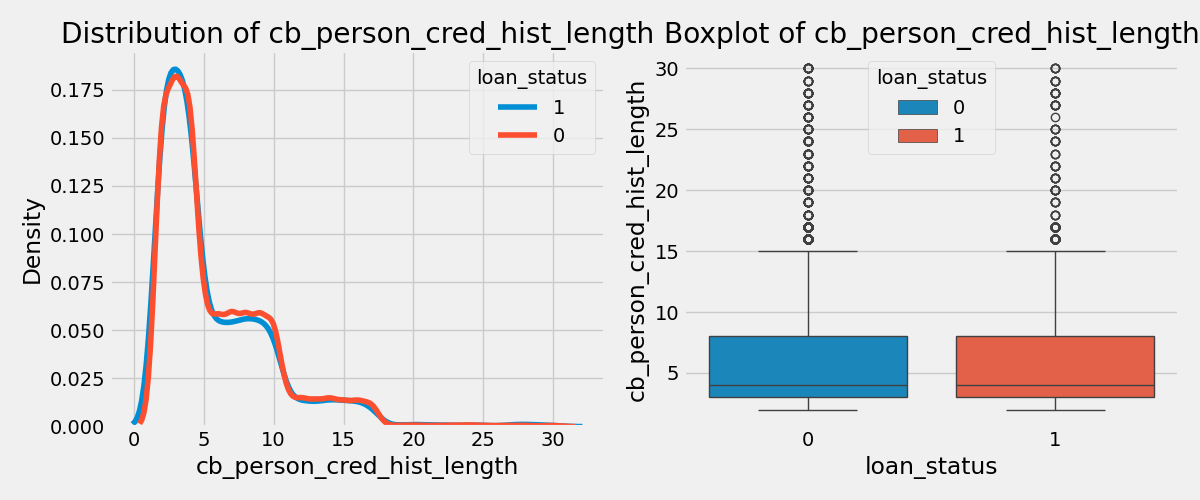 Distribution of cb_person_cred_hist_length
loan_status
1
0
0.175
0.150
0.125
0.100
0.075
0.050
0.025
0.000
Density
0 5 10 15 20 25 30
cb_person_cred_hist_length
Boxplot of cb_person_cred_hist_length
loan_status
0
1
30
25
20
15
10
5
cb_person_cred_hist_length
0 1
loan_status